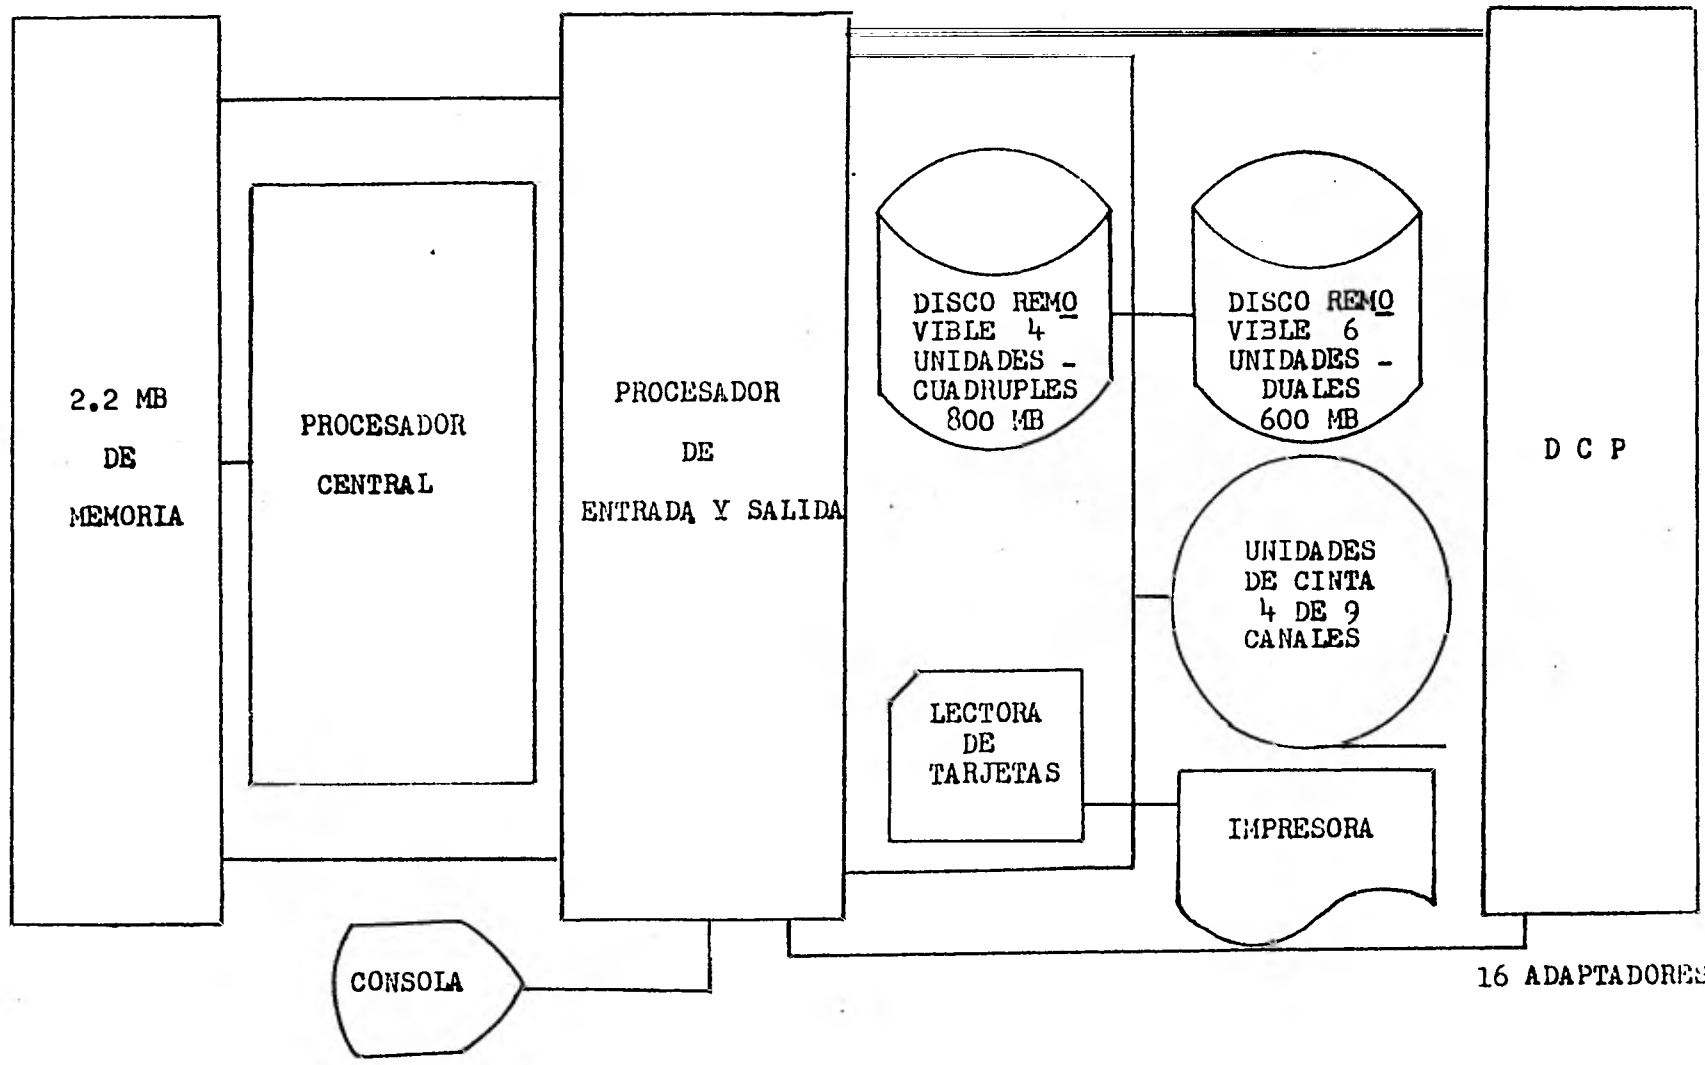 2.2 MB
DE
MEMORIA
PROCESADOR
CENTRAL
PROCESADOR
DE
ENTRADA Y SALIDA
DISCO REMO
VIBLE 4
UNIDADES -
CUADRUPLES
800 MB
DISCO REMO
VIBLE 6
UNIDADES -
DUALES
600 MB
UNIDADES
DE CINTA
4 DE 9
CANALES
LECTORA
DE
TARJETAS
IMPRESORA
D C P
CONSOLA
16 ADAPTADORES